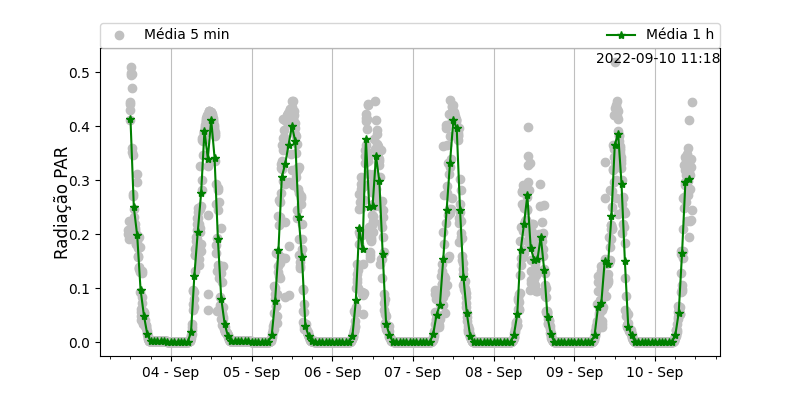 Média 5 min
Média 1 h
2022-09-10 11:18
Radiação PAR
0.5
0.4
0.3
0.2
0.1
0.0
04 - Sep
05 - Sep
06 - Sep
07 - Sep
08 - Sep
09 - Sep
10 - Sep